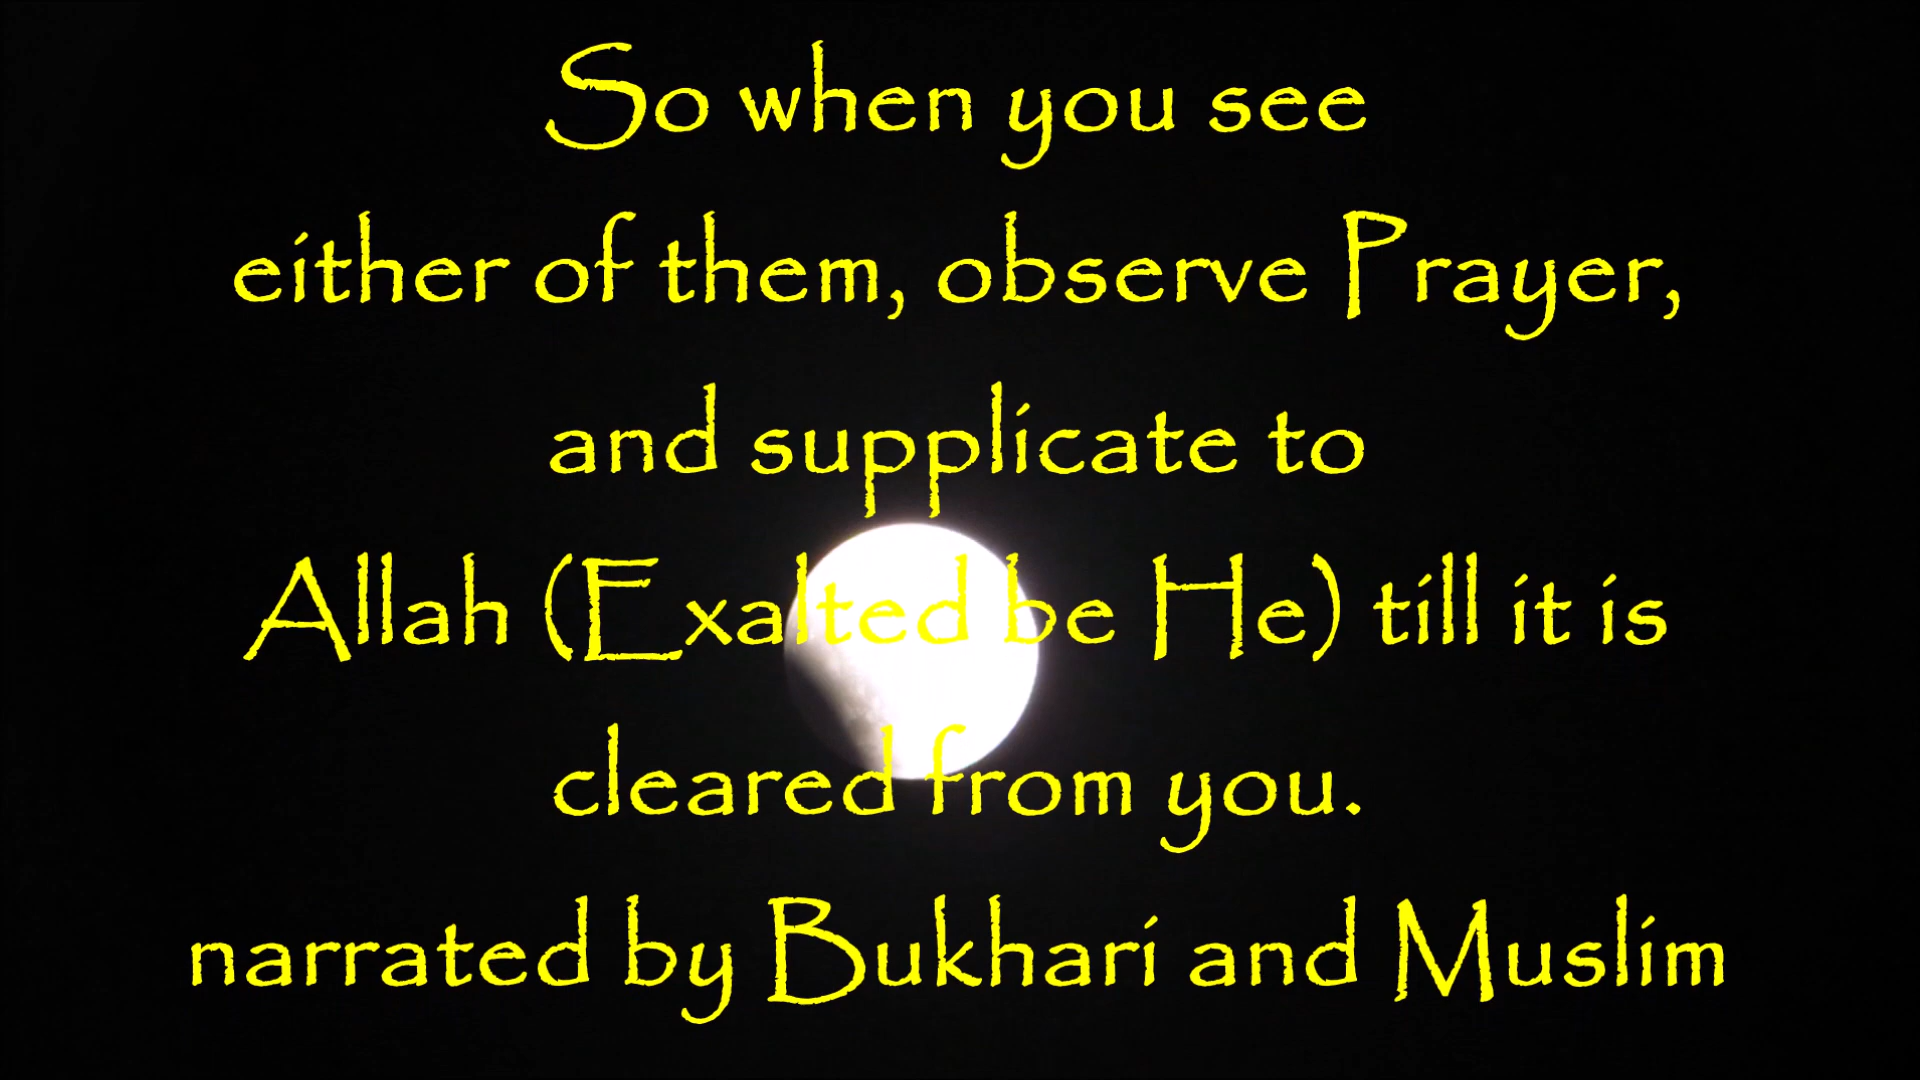 So when you see
either of them, observe Prayer,
and supplicate to
Allah (Exalted be He) till it is
cleared from you.
narrated by Bukhari and Muslim